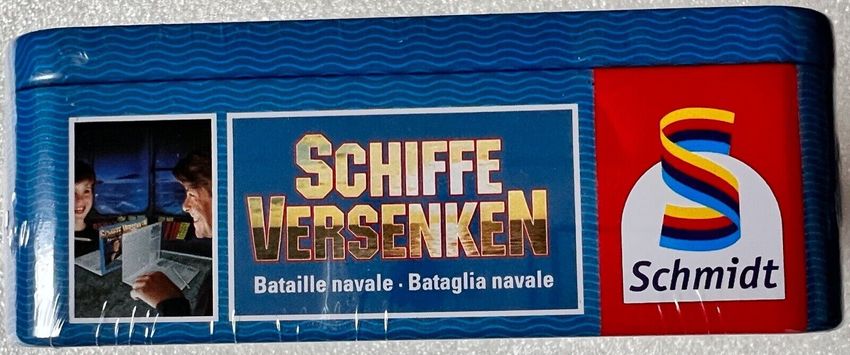 SCHIFFE
VERSENKEN
Bataille navale · Bataglia navale
Schmidt